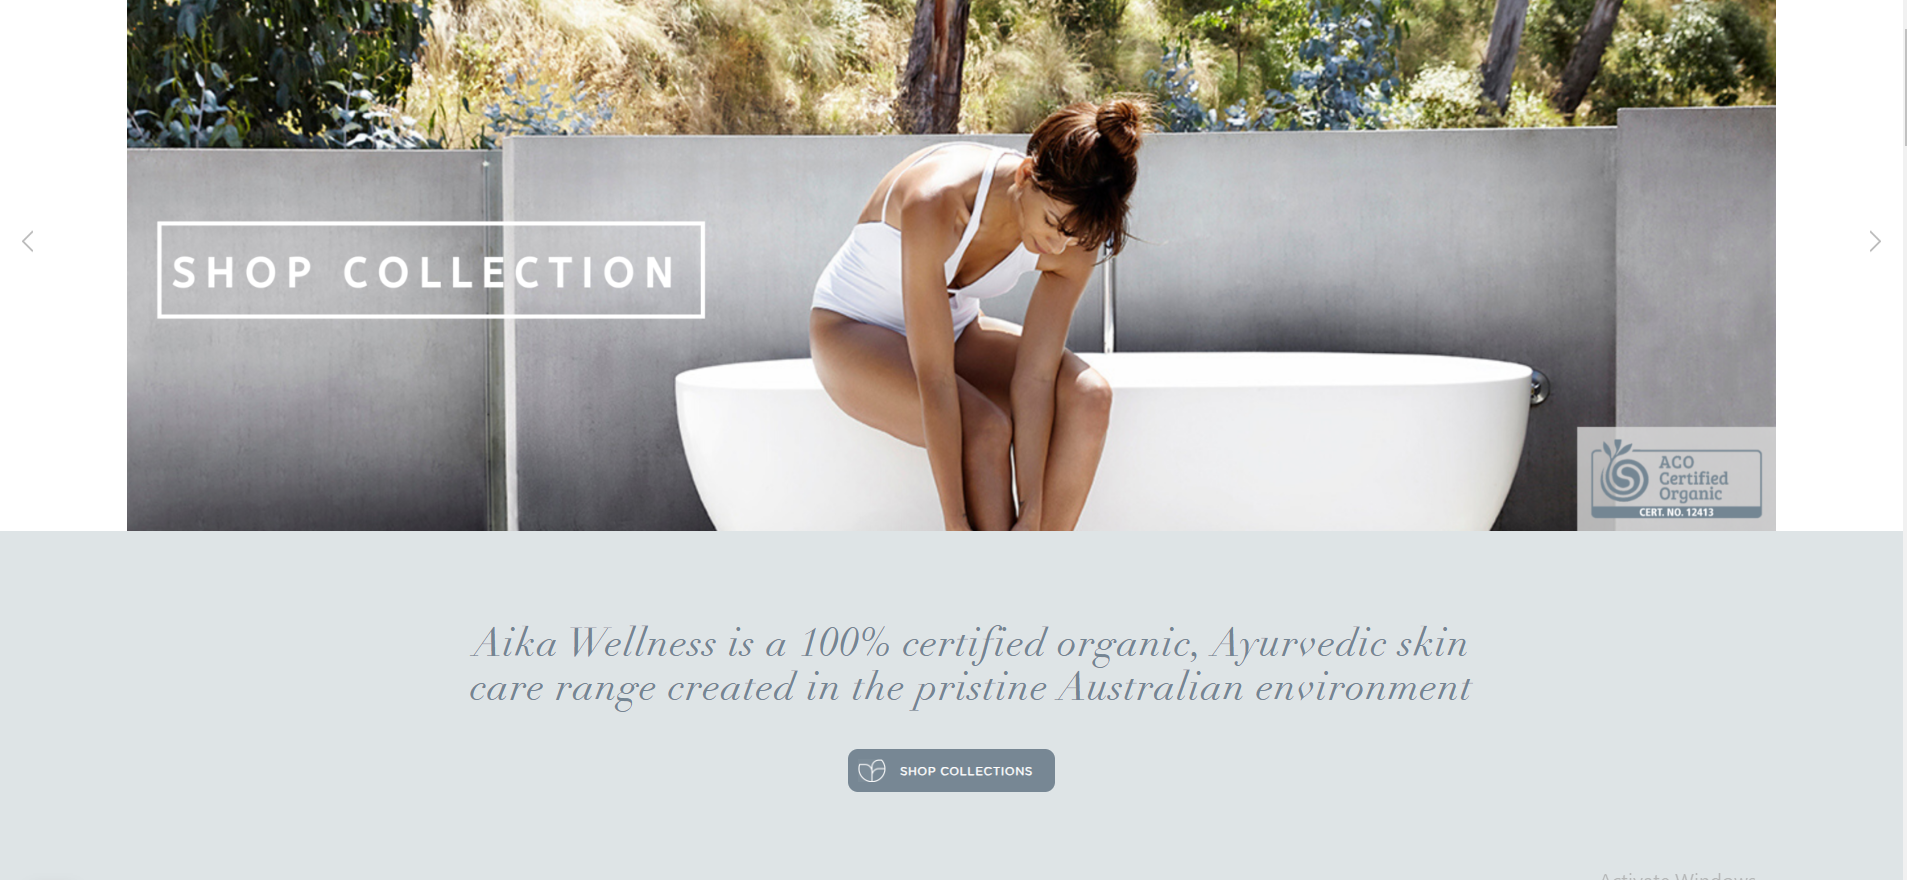 SHOP COLLECTION
ACO
Certified
Organic
CERT. NO. 12413
Aika Wellness is a 100% certified organic, Ayurvedic skin
care range created in the pristine Australian environment
SHOP COLLECTIONS
Activate Windows